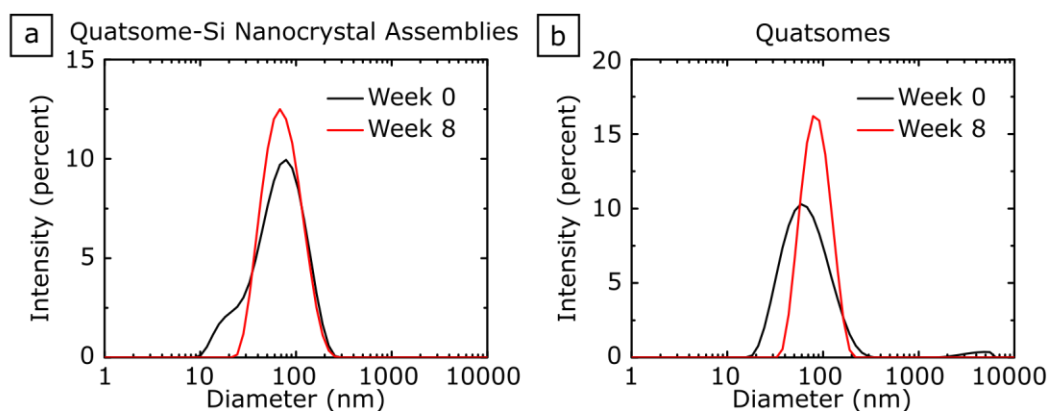 a Quatsome-Si Nanocrystal Assemblies
15
10
5
0
Intensity (percent)
Week 0
Week 8
1 10 100 1000 10000
Diameter (nm)
b Quatsomes
20
15
10
5
0
Intensity (percent)
Week 0
Week 8
1 10 100 1000 10000
Diameter (nm)